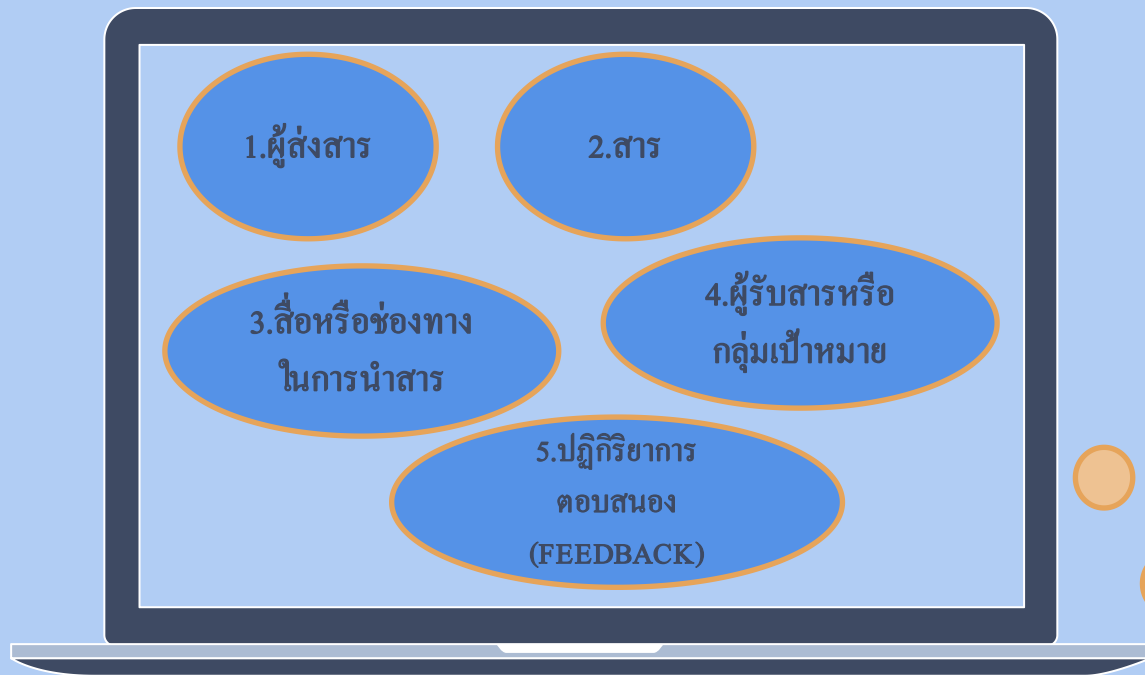 1.ผู้ส่งสาร
2.สาร
3.สื่อหรือช่องทาง
ในการนำสาร
4.ผู้รับสารหรือ
กลุ่มเป้าหมาย
5.ปฏิกิริยาการ
ตอบสนอง
(FEEDBACK)